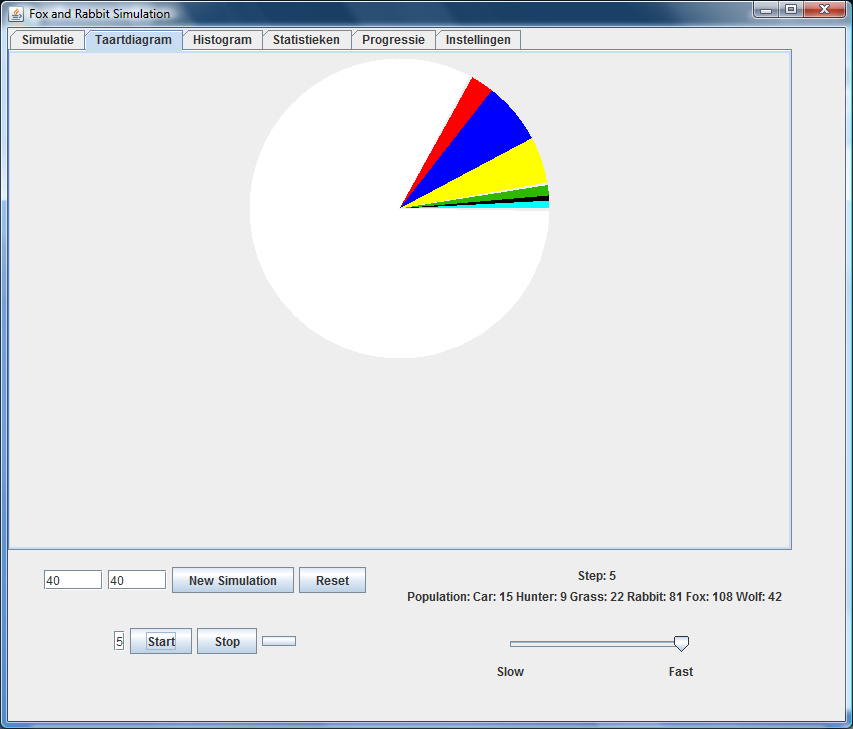 Fox and Rabbit Simulation
Simulatie Taartdiagram Histogram Statistieken Progressie Instellingen
40 40 New Simulation Reset
Step: 5
Population: Car: 15 Hunter: 9 Grass: 22 Rabbit: 81 Fox: 108 Wolf: 42
5 Start Stop
Slow Fast